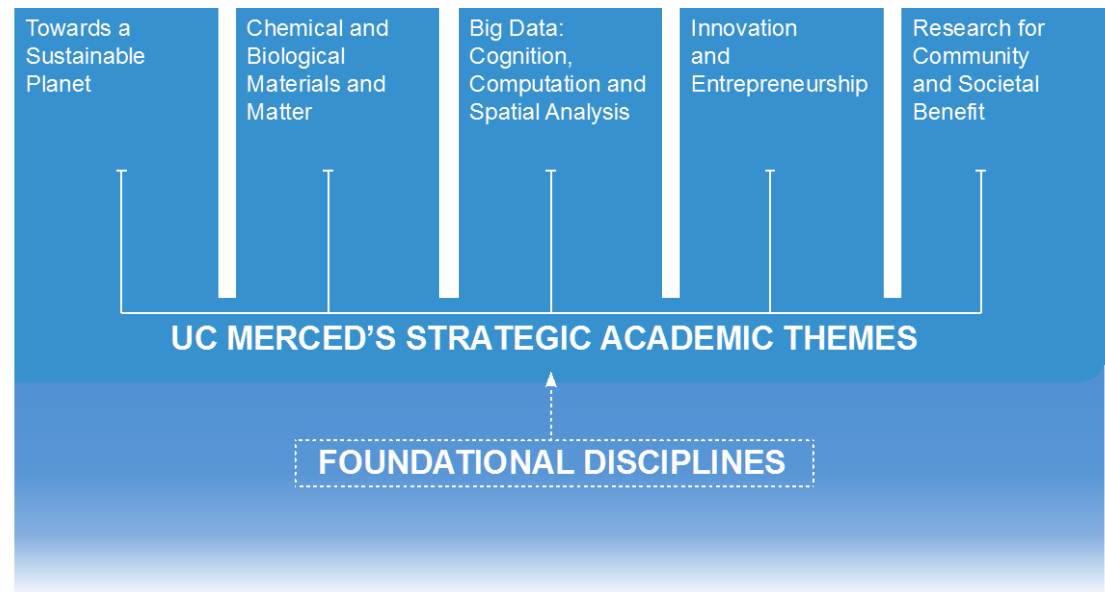 Towards a
Sustainable
Planet
Chemical and
Biological
Materials and
Matter
Big Data:
Cognition,
Computation and
Spatial Analysis
Innovation
and
Entrepreneurship
Research for
Community
and Societal
Benefit
UC MERCED'S STRATEGIC ACADEMIC THEMES
FOUNDATIONAL DISCIPLINES